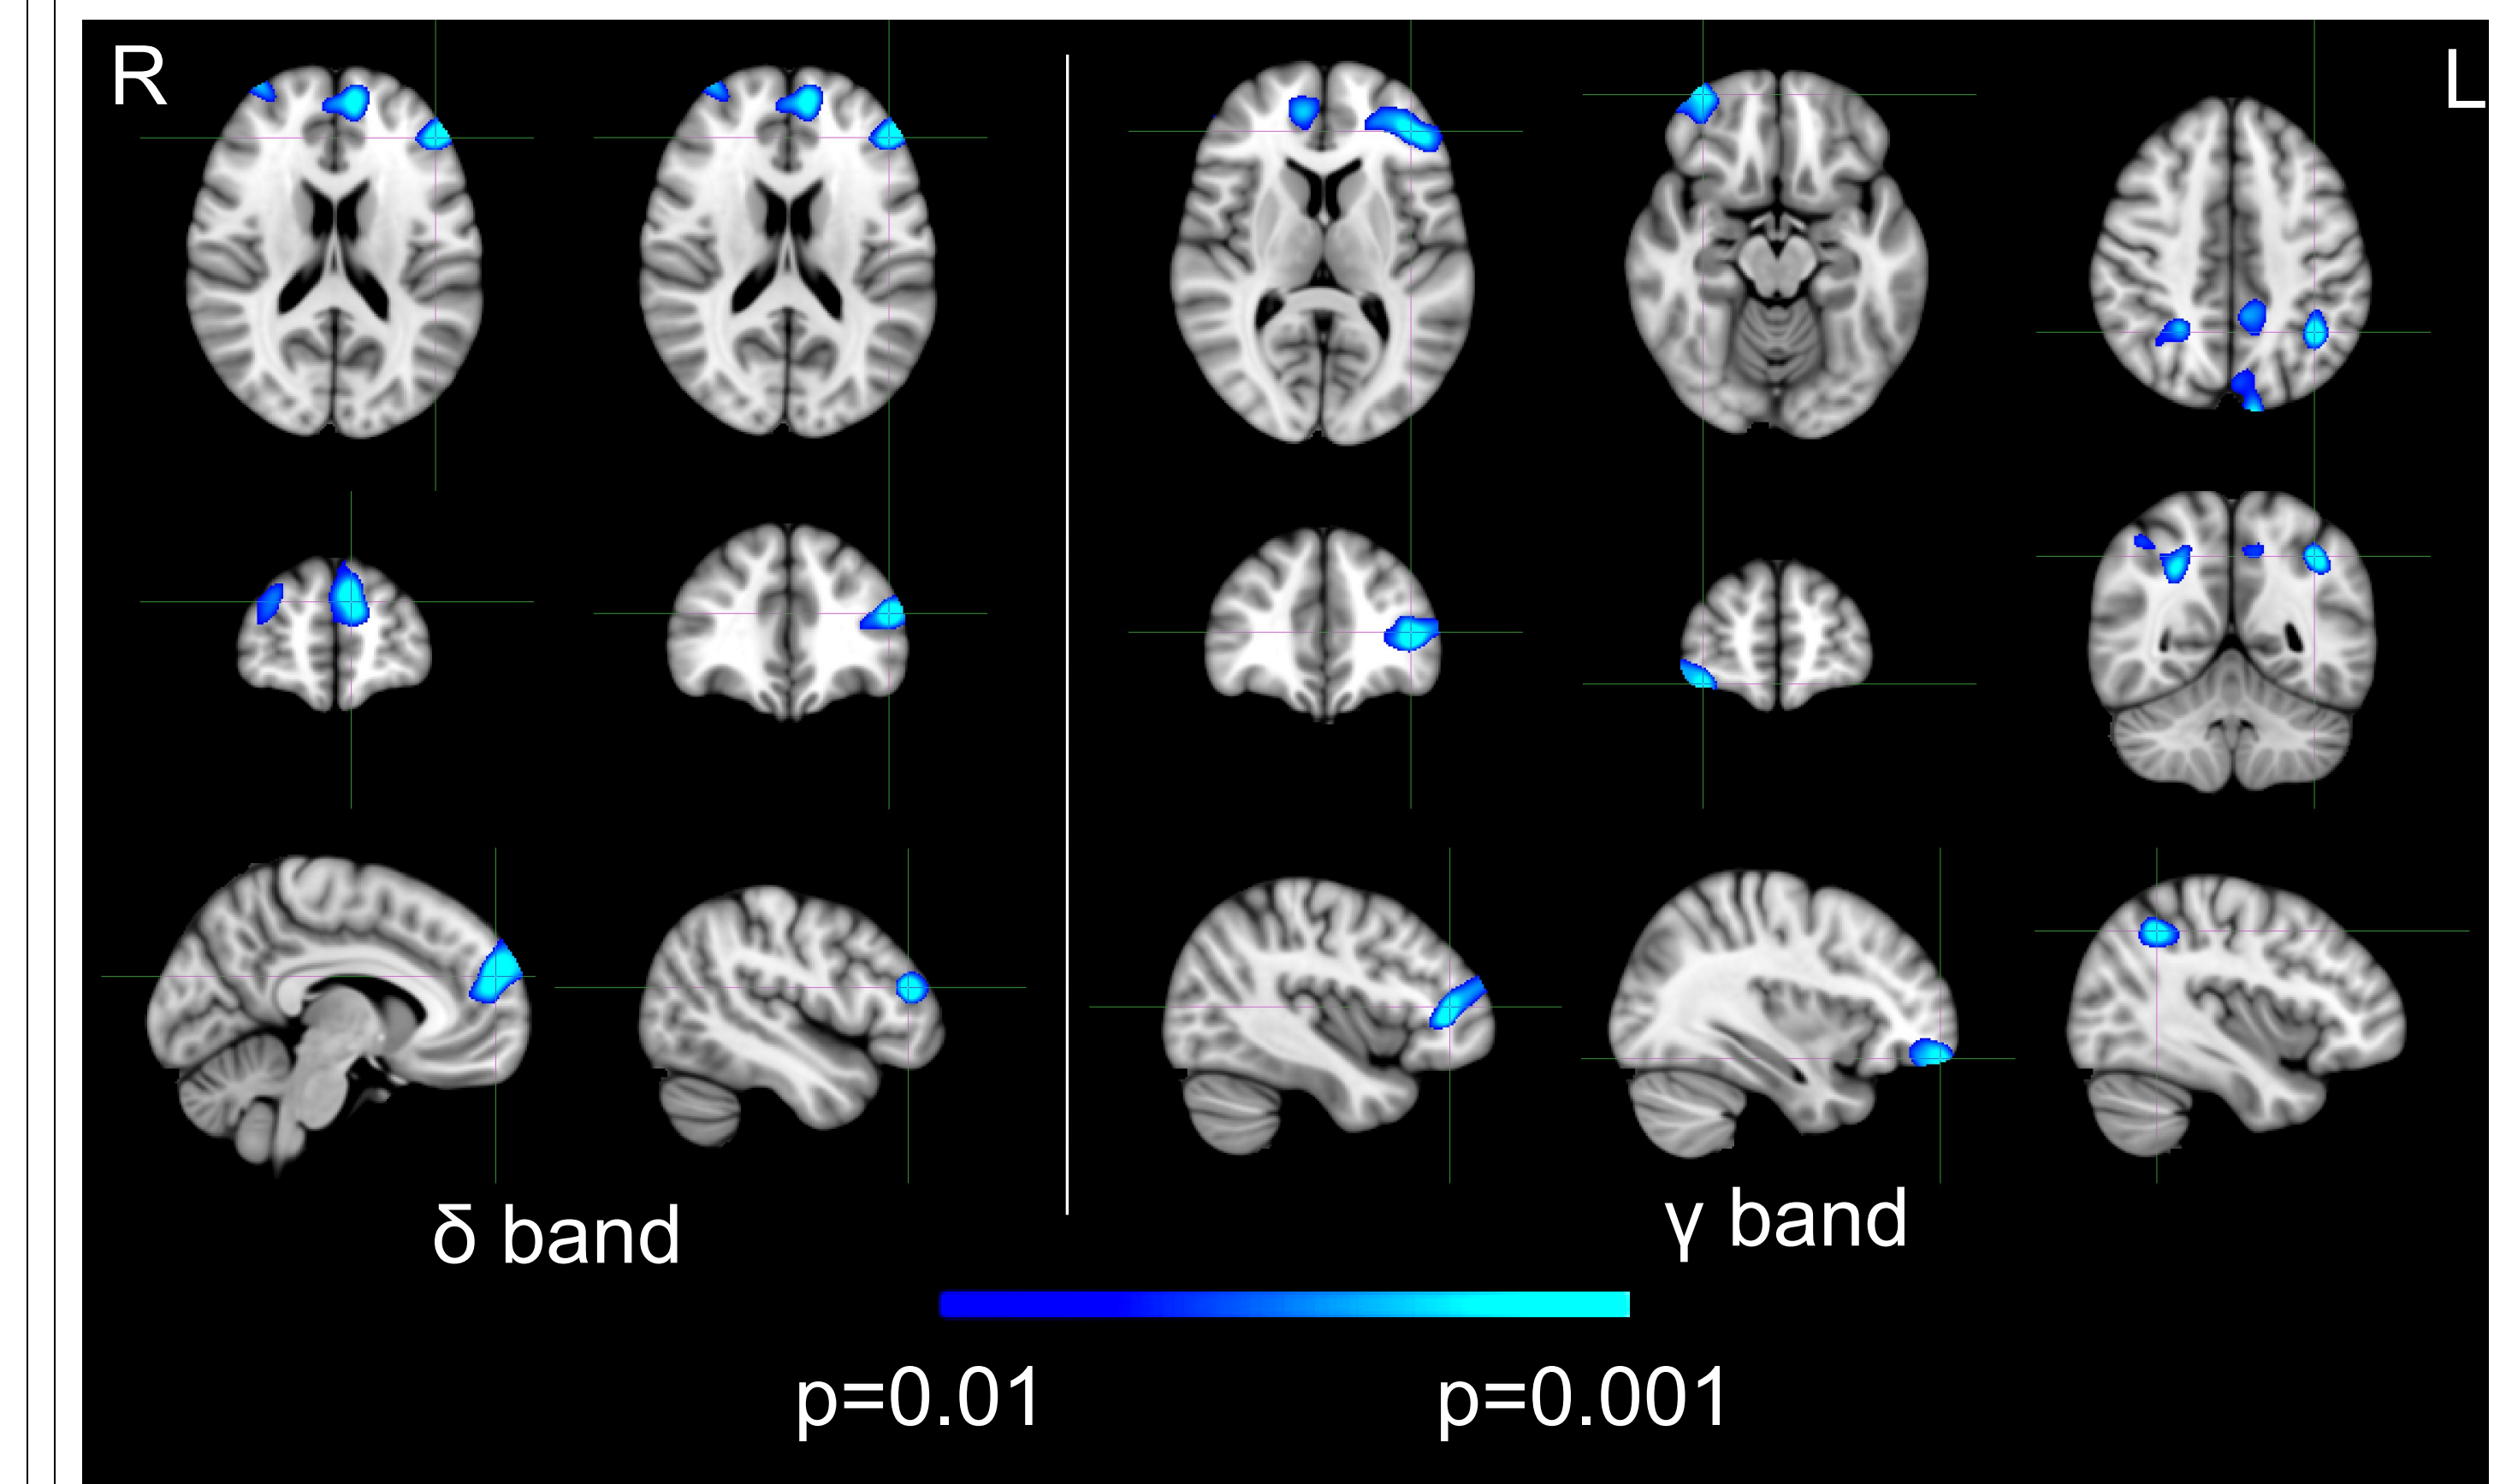 R
L
δ band
γ band
p=0.01
p=0.001